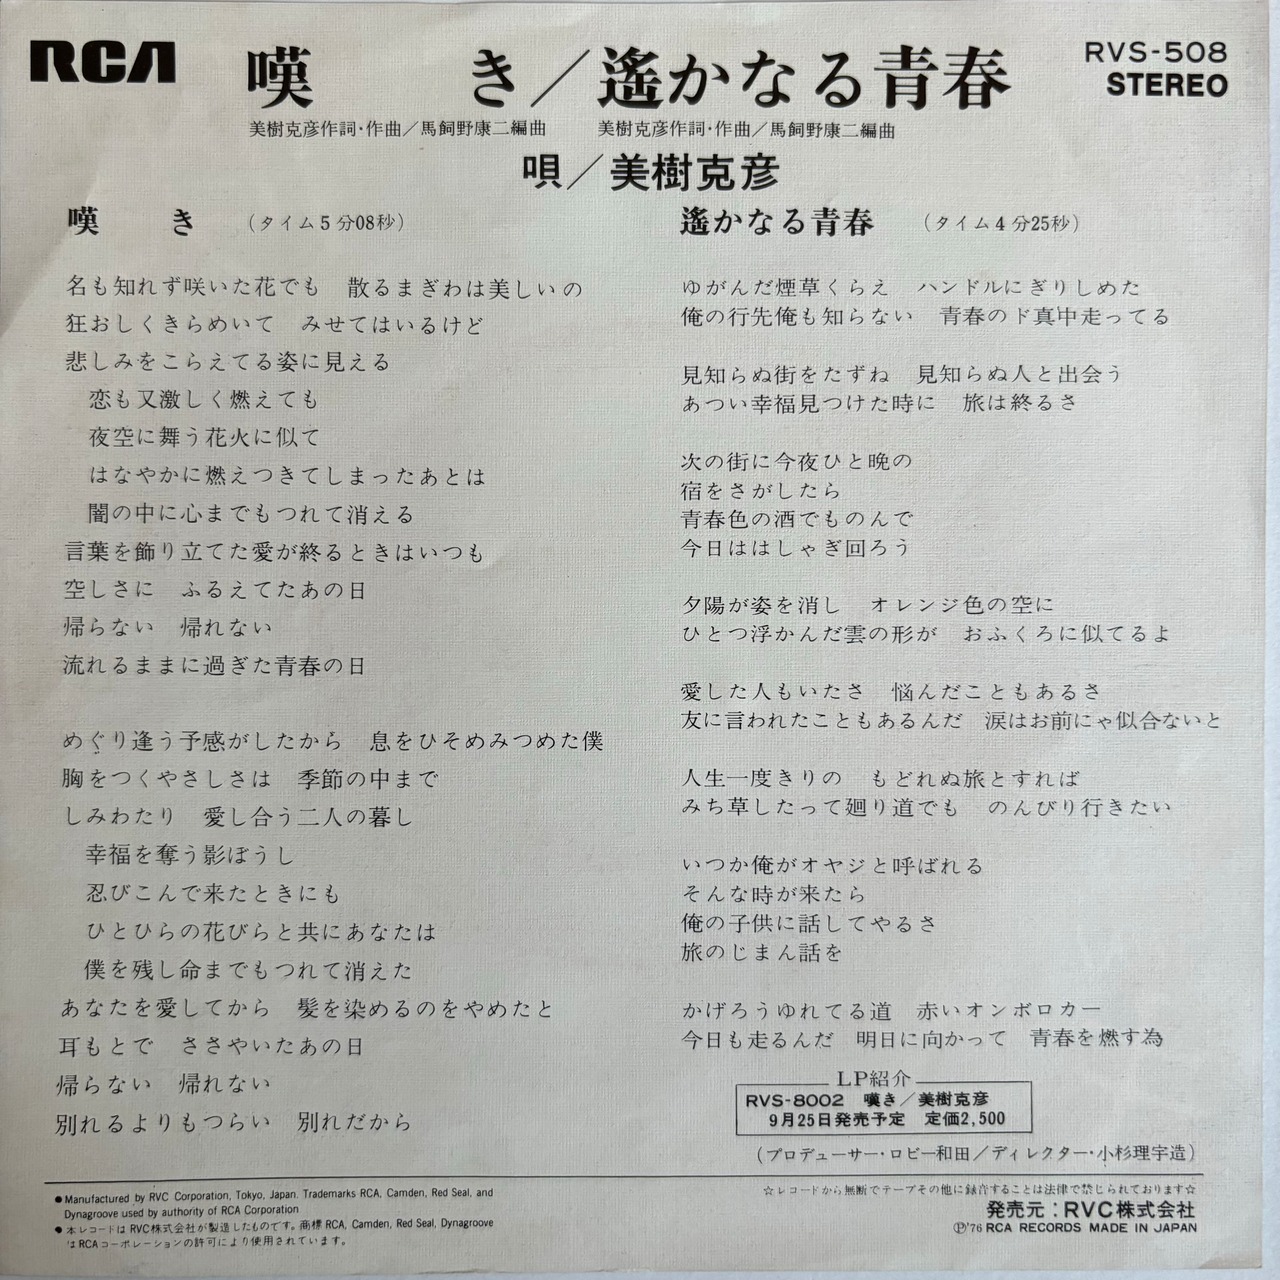 RCA
嘆き／遙かなる青春
RVS-508
STEREO
美樹克彦作詞・作曲／馬飼野康二編曲　美樹克彦作詞・作曲／馬飼野康二編曲
唄／美樹克彦
嘆き　（タイム5分08秒）
名も知れず咲いた花でも　散るまぎわは美しいの
狂おしくきらめいて　みせてはいるけど
悲しみをこらえてる姿に見える
恋も又激しく燃えても
夜空に舞う花火に似て
はなやかに燃えつきてしまったあとは
闇の中に心までもつれて消える
言葉を飾り立てた愛が終るときはいつも
空しさに　ふるえてたあの日
帰らない　帰れない
流れるままに過ぎた青春の日
めぐり逢う予感がしたから　息をひそめみつめた僕
胸をつくやさしさは　季節の中まで
しみわたり　愛し合う二人の暮し
幸福を奪う影ぼうし
忍びこんで来たときにも
ひとひらの花びらと共にあなたは
僕を残し命までもつれて消えた
あなたを愛してから　髪を染めるのをやめたと
耳もとで　ささやいたあの日
帰らない　帰れない
別れるよりもつらい　別れだから
遙かなる青春　（タイム4分25秒）
ゆがんだ煙草くらえ　ハンドルにぎりしめた
俺の行先俺も知らない　青春のド真中走ってる
見知らぬ街をたずね　見知らぬ人と出会う
あつい幸福見つけた時に　旅は終るさ
次の街に今夜ひと晩の
宿をさがしたら
青春色の酒でものんで
今日ははしゃぎ回ろう
夕陽が姿を消し　オレンジ色の空に
ひとつ浮かんだ雲の形が　おふくろに似てるよ
愛した人もいたさ　悩んだこともあるさ
友に言われたこともあるんだ　涙はお前にゃ似合ないと
人生一度きりの　もどれぬ旅とすれば
みち草したって廻り道でも　のんびり行きたい
いつか俺がオヤジと呼ばれる
そんな時が来たら
俺の子供に話してやるさ
旅のじまん話を
かげろうゆれてる道　赤いオンボロカー
今日も走るんだ　明日に向かって　青春を燃す為
LP紹介
RVS-8002　嘆き／美樹克彦
9月25日発売予定　定価2,500
（プロデューサー・ロビー和田／ディレクター・小杉理宇造）
●Manufactured by RVC Corporation, Tokyo, Japan. Trademarks RCA, Camden, Red Seal, and
Dynagroove used by authority of RCA Corporation
●本レコードはRVC株式会社が製造したものです。商標RCA, Camden, Red Seal, Dynagroove
はRCAコーポレーションの許可により使用されています。
☆レコードから無断でテープその他に録音することは法律で禁じられております☆
発売元：RVC株式会社
Ⓟ'76 RCA RECORDS MADE IN JAPAN